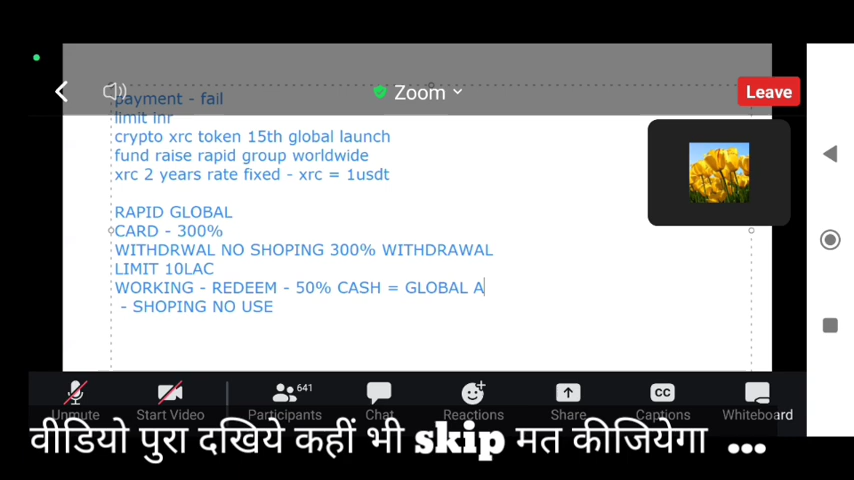 Zoom
Leave
payment - fail
limit inr
crypto xrc token 15th global launch
fund raise rapid group worldwide
xrc 2 years rate fixed - xrc = 1usdt
RAPID GLOBAL
CARD - 300%
WITHDRWAL NO SHOPING 300% WITHDRAWAL
LIMIT 10LAC
WORKING - REDEEM - 50% CASH = GLOBAL A
- SHOPING NO USE
641
CC
Unmute Start Video Participants Chat Reactions Share Captions Whiteboard
वीडियो पुरा दखिये कहीं भी skip मत कीजियेगा ...